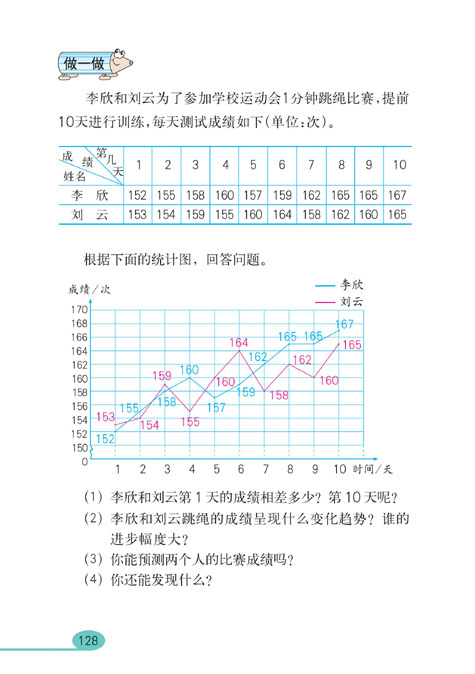 做一做
李欣和刘云为了参加学校运动会1分钟跳绳比赛,提前
10天进行训练,每天测试成绩如下(单位:次)。
成绩 第几天 姓名 1 2 3 4 5 6 7 8 9 10
李 欣 152 155 158 160 157 159 162 165 165 167
刘 云 153 154 159 155 160 164 158 162 160 165
根据下面的统计图，回答问题。
成绩/次
李欣
刘云
170
168
166
164
162
160
158
156
154
152
150
0
167
165 165
164
165
162
162
160
159
160
160
159
158
158
157
155
155
154
153
152
1 2 3 4 5 6 7 8 9 10 时间/天
(1) 李欣和刘云第1天的成绩相差多少？第10天呢？
(2) 李欣和刘云跳绳的成绩呈现什么变化趋势？谁的
进步幅度大？
(3) 你能预测两个人的比赛成绩吗？
(4) 你还能发现什么？
128